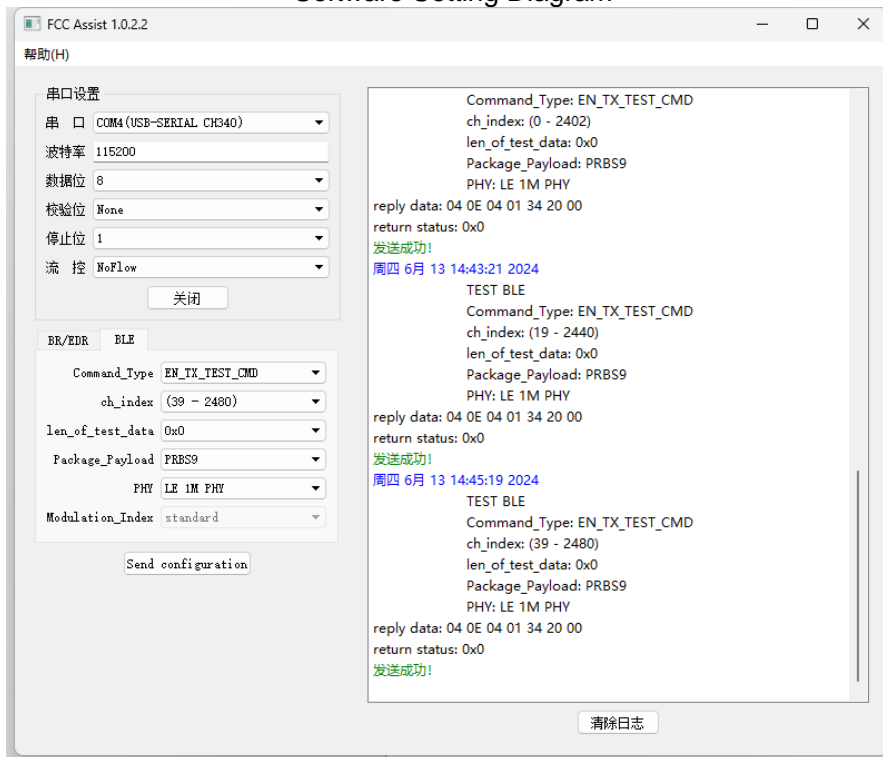 Software Setting Diagram
FCC Assist 1.0.2.2
帮助(H)
串口设置
串 口 COM4(USB-SERIAL CH340)
波特率 115200
数据位 8
校验位 None
停止位 1
流 控 NoFlow
关闭
BR/EDR BLE
Command_Type EN_TX_TEST_CMD
ch_index (39 - 2480)
len_of_test_data 0x0
Package_Payload PRBS9
PHY LE 1M PHY
Modulation_Index standard
Send configuration
Command_Type: EN_TX_TEST_CMD
ch_index: (0 - 2402)
len_of_test_data: 0x0
Package_Payload: PRBS9
PHY: LE 1M PHY
reply data: 04 0E 04 01 34 20 00
return status: 0x0
发送成功!
周四 6月 13 14:43:21 2024
TEST BLE
Command_Type: EN_TX_TEST_CMD
ch_index: (19 - 2440)
len_of_test_data: 0x0
Package_Payload: PRBS9
PHY: LE 1M PHY
reply data: 04 0E 04 01 34 20 00
return status: 0x0
发送成功!
周四 6月 13 14:45:19 2024
TEST BLE
Command_Type: EN_TX_TEST_CMD
ch_index: (39 - 2480)
len_of_test_data: 0x0
Package_Payload: PRBS9
PHY: LE 1M PHY
reply data: 04 0E 04 01 34 20 00
return status: 0x0
发送成功!
清除日志